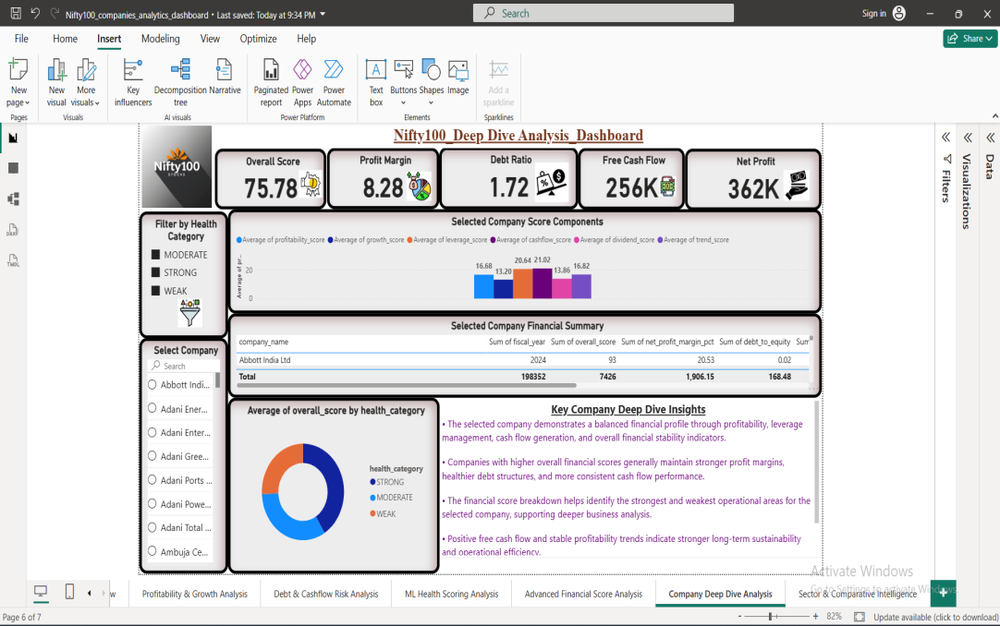 Nifty100_companies_analytics_dashboard • Last saved: Today at 9:34 PM
Search
Sign in
File Home Insert Modeling View Optimize Help
Share
New page
New visual
More visuals
Key influencers
Decomposition tree
Narrative
Paginated report
Power Apps
Power Automate
Text box
Buttons
Shapes
Image
Add a sparkline
Pages
Visuals
AI visuals
Power Platform
Elements
Sparklines
Nifty100_Deep Dive Analysis_Dashboard
Nifty100
STOCKS
Overall Score
75.78
Profit Margin
8.28
Debt Ratio
1.72
Free Cash Flow
256K
Net Profit
362K
Filter by Health Category
MODERATE
STRONG
WEAK
Selected Company Score Components
Average of profitability_score Average of growth_score Average of leverage_score Average of cashflow_score Average of dividend_score Average of trend_score
Average of pr...
20
0
16.68
13.20
20.64
21.02
13.86
16.82
Selected Company Financial Summary
company_name Sum of fiscal_year Sum of overall_score Sum of net_profit_margin_pct Sum of debt_to_equity Sum
Abbott India Ltd 2024 93 20.53 0.02
Total 198352 7426 1,906.15 168.48
Select Company
Search
Abbott Indi...
Adani Ener...
Adani Enter...
Adani Gree...
Adani Ports ...
Adani Powe...
Adani Total ...
Ambuja Ce...
Average of overall_score by health_category
health_category
STRONG
MODERATE
WEAK
Key Company Deep Dive Insights
• The selected company demonstrates a balanced financial profile through profitability, leverage
management, cash flow generation, and overall financial stability indicators.
• Companies with higher overall financial scores generally maintain stronger profit margins,
healthier debt structures, and more consistent cash flow performance.
• The financial score breakdown helps identify the strongest and weakest operational areas for the
selected company, supporting deeper business analysis.
• Positive free cash flow and stable profitability trends indicate stronger long-term sustainability
and operational efficiency.
Filters
Visualizations
Data
DAX
TMDL
Activate Windows
Go to Settings to activate Windows.
w
Profitability & Growth Analysis
Debt & Cashflow Risk Analysis
ML Health Scoring Analysis
Advanced Financial Score Analysis
Company Deep Dive Analysis
Sector & Comparative Intelligence
Page 6 of 7
82%
Update available (click to download)